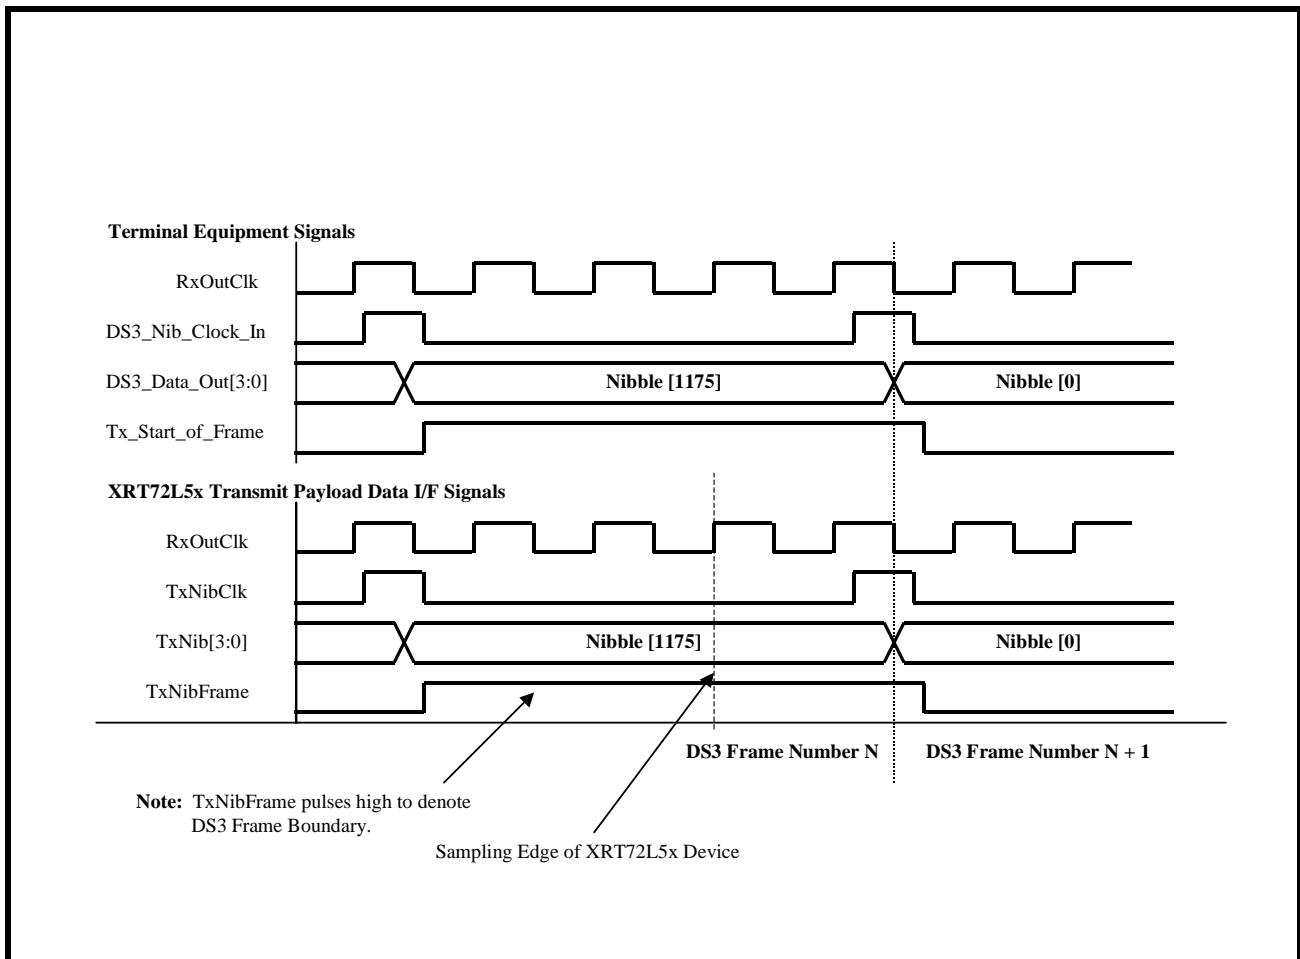 Terminal Equipment Signals
RxOutClk
DS3_Nib_Clock_In
DS3_Data_Out[3:0]
Nibble [1175]
Nibble [0]
Tx_Start_of_Frame
XRT72L5x Transmit Payload Data I/F Signals
RxOutClk
TxNibClk
TxNib[3:0]
Nibble [1175]
Nibble [0]
TxNibFrame
DS3 Frame Number N
DS3 Frame Number N + 1
Note: TxNibFrame pulses high to denote
DS3 Frame Boundary.
Sampling Edge of XRT72L5x Device